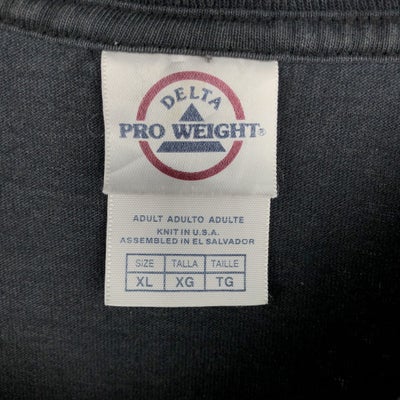 DELTA
PRO WEIGHT®
ADULT ADULTO ADULTE
KNIT IN U.S.A.
ASSEMBLED IN EL SALVADOR
SIZE TALLA TAILLE
XL XG TG